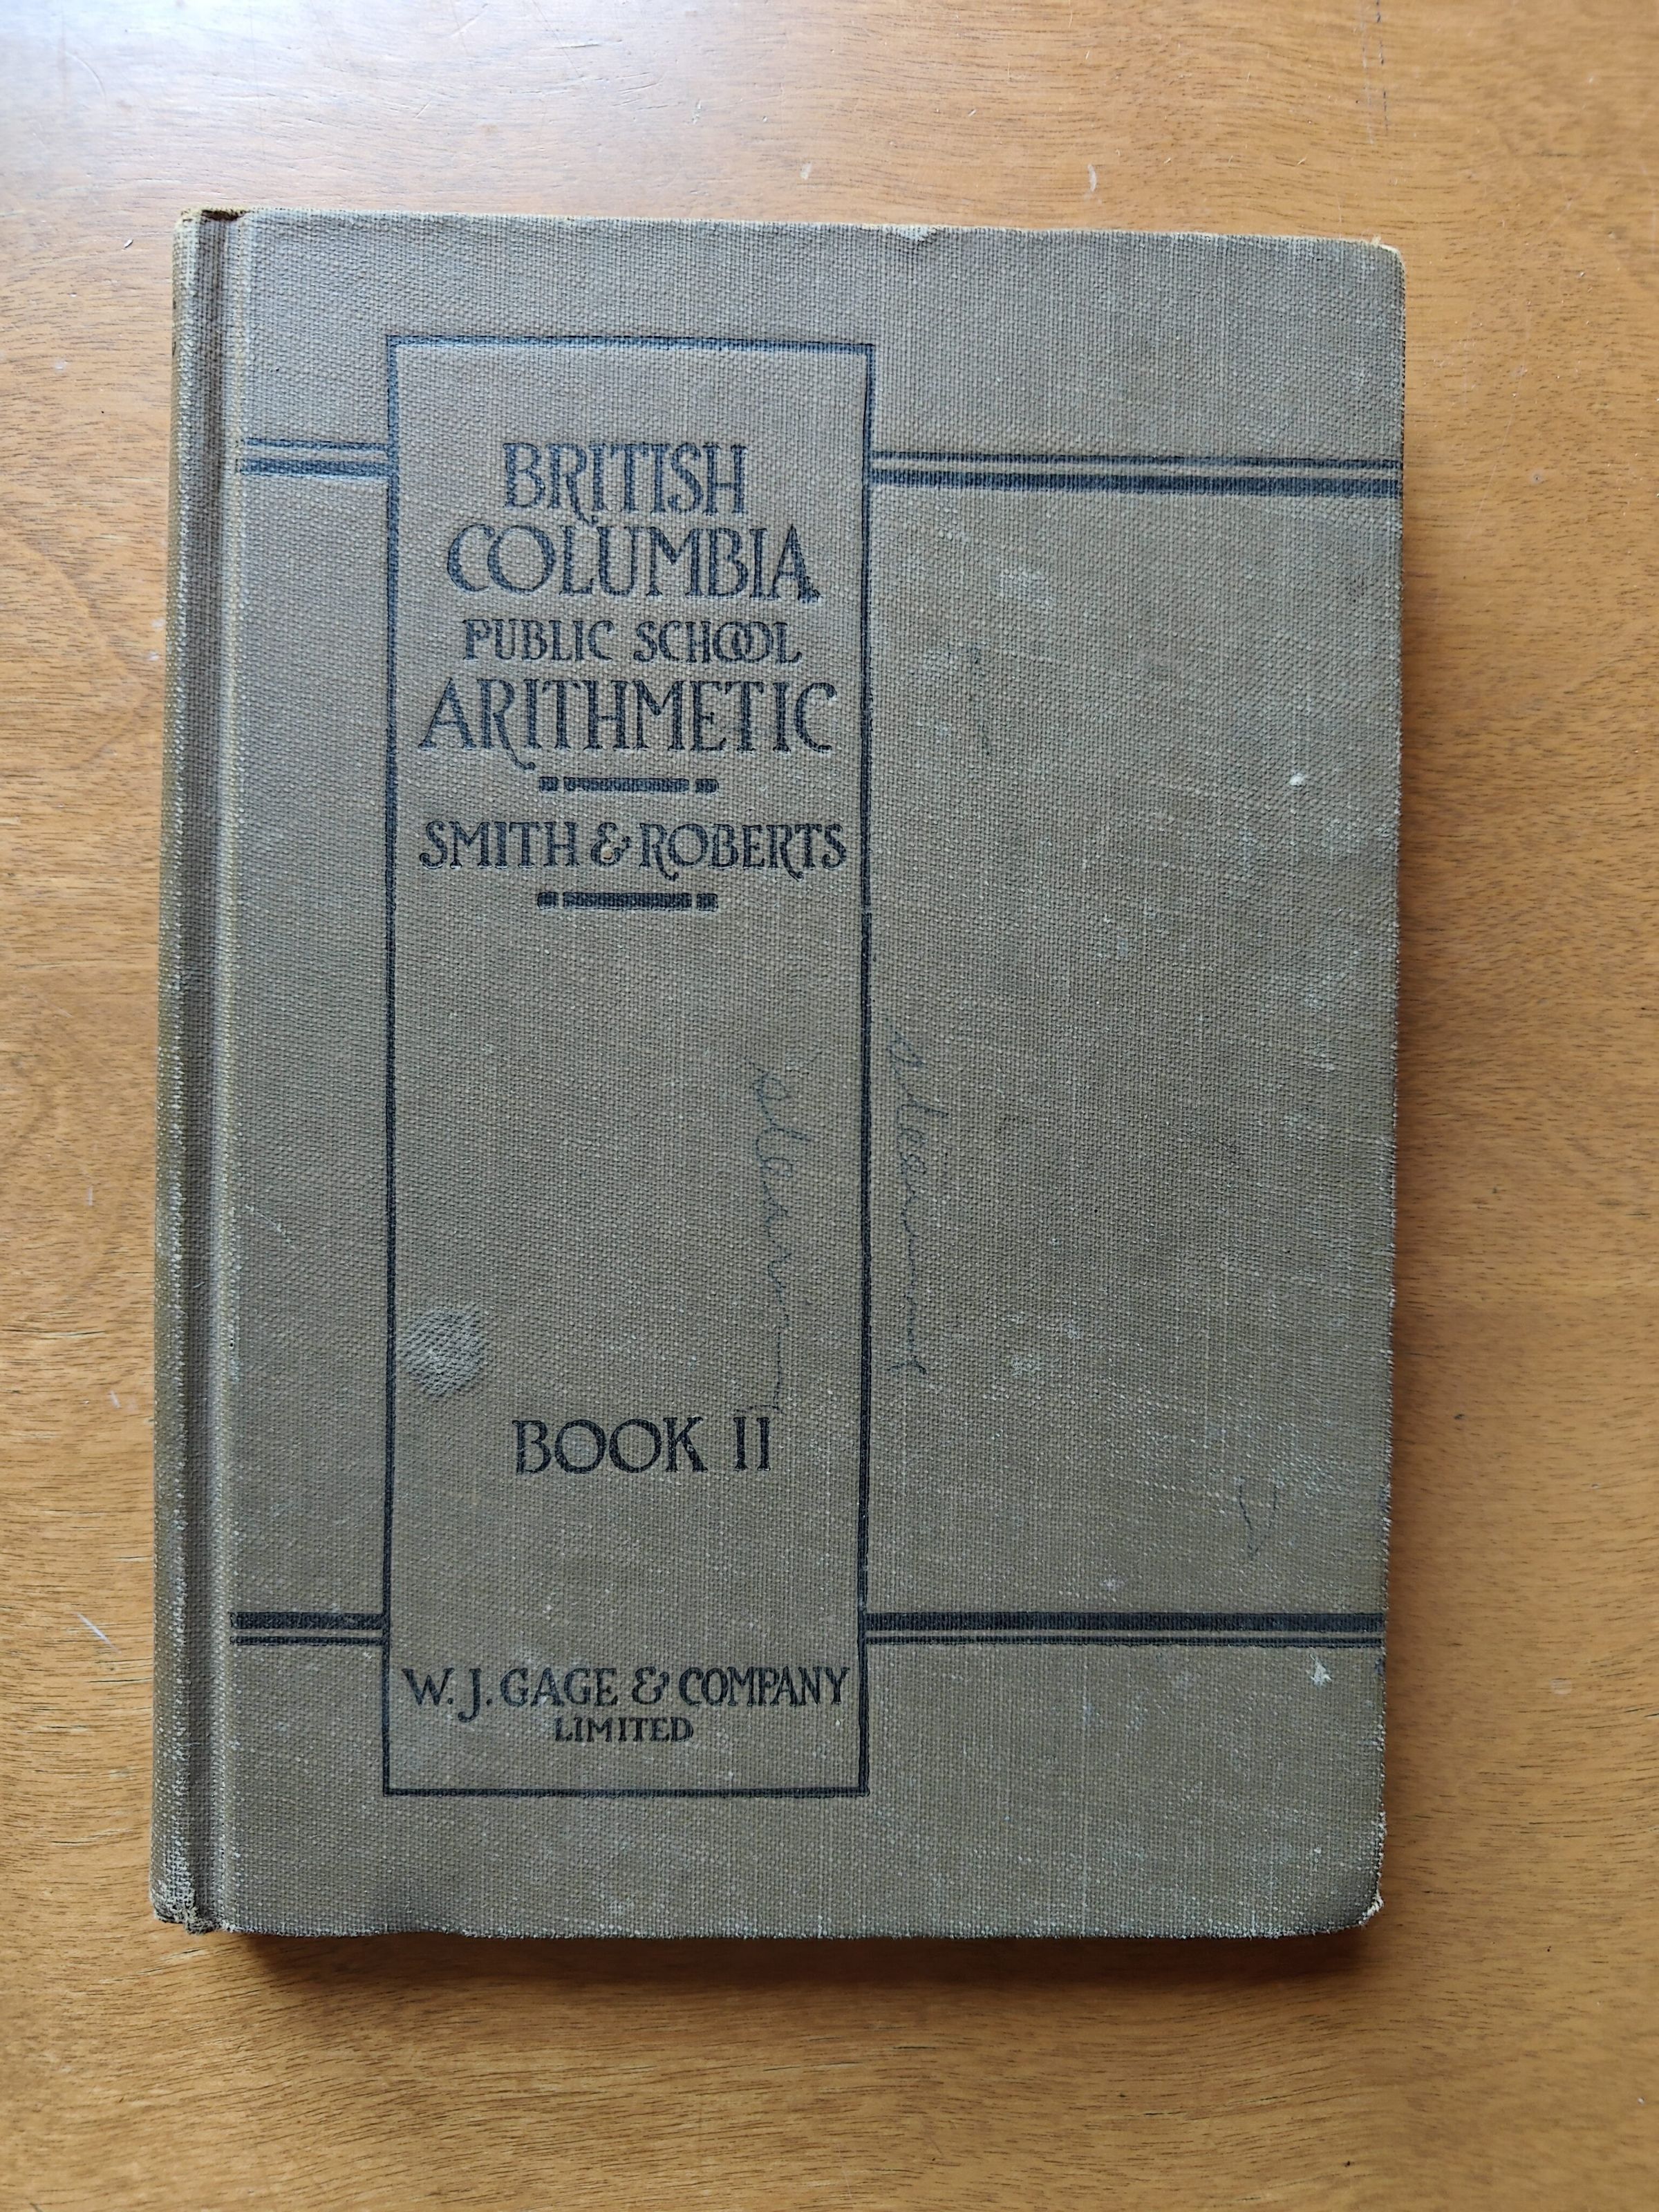 BRITISH
COLUMBIA
PUBLIC SCHOOL
ARITHMETIC
SMITH & ROBERTS
BOOK II
W. J. GAGE & COMPANY
LIMITED